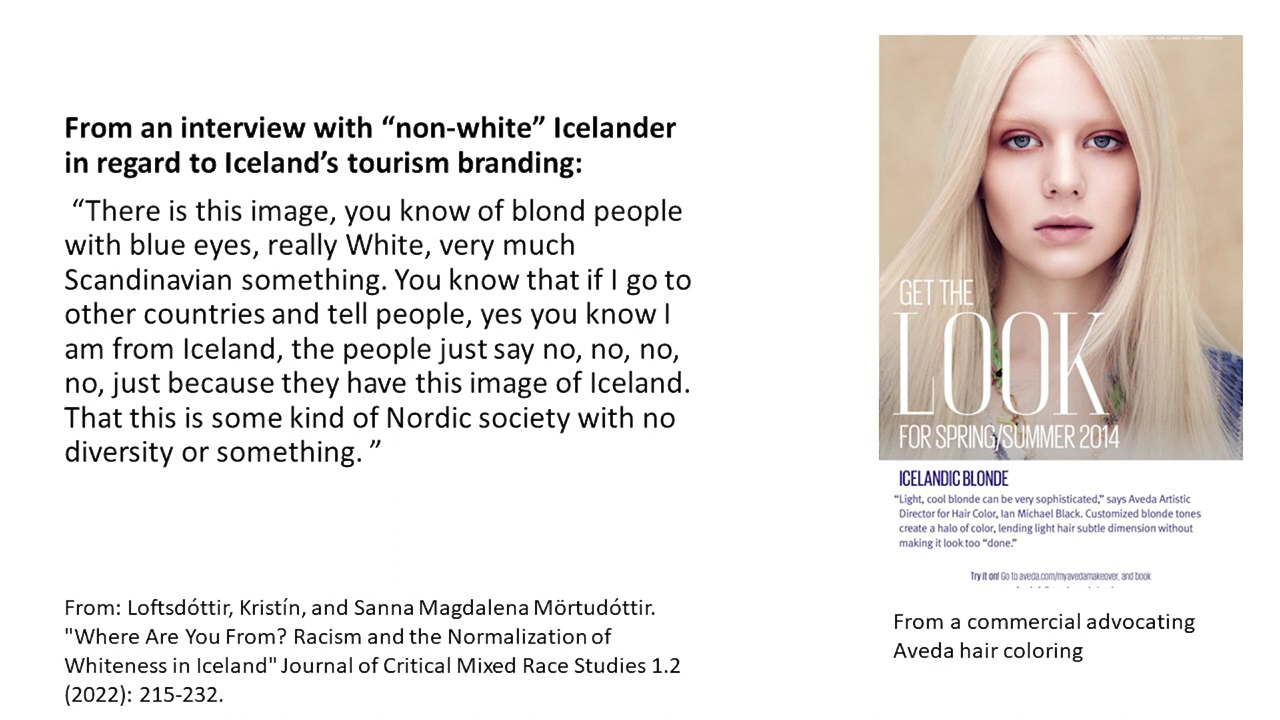 From an interview with “non-white” Icelander
in regard to Iceland’s tourism branding:
“There is this image, you know of blond people
with blue eyes, really White, very much
Scandinavian something. You know that if I go to
other countries and tell people, yes you know I
am from Iceland, the people just say no, no, no,
no, just because they have this image of Iceland.
That this is some kind of Nordic society with no
diversity or something. ”
From: Loftsdóttir, Kristín, and Sanna Magdalena Mörtudóttir.
"Where Are You From? Racism and the Normalization of
Whiteness in Iceland" Journal of Critical Mixed Race Studies 1.2
(2022): 215-232.
GET THE
LOOK
FOR SPRING/SUMMER 2014
ICELANDIC BLONDE
“Light, cool blonde can be very sophisticated,” says Aveda Artistic
Director for Hair Color, Ian Michael Black. Customized blonde tones
create a halo of color, lending light hair subtle dimension without
making it look too “done.”
Try it on! Go to aveda.com/myavedamakeover, and book
From a commercial advocating
Aveda hair coloring